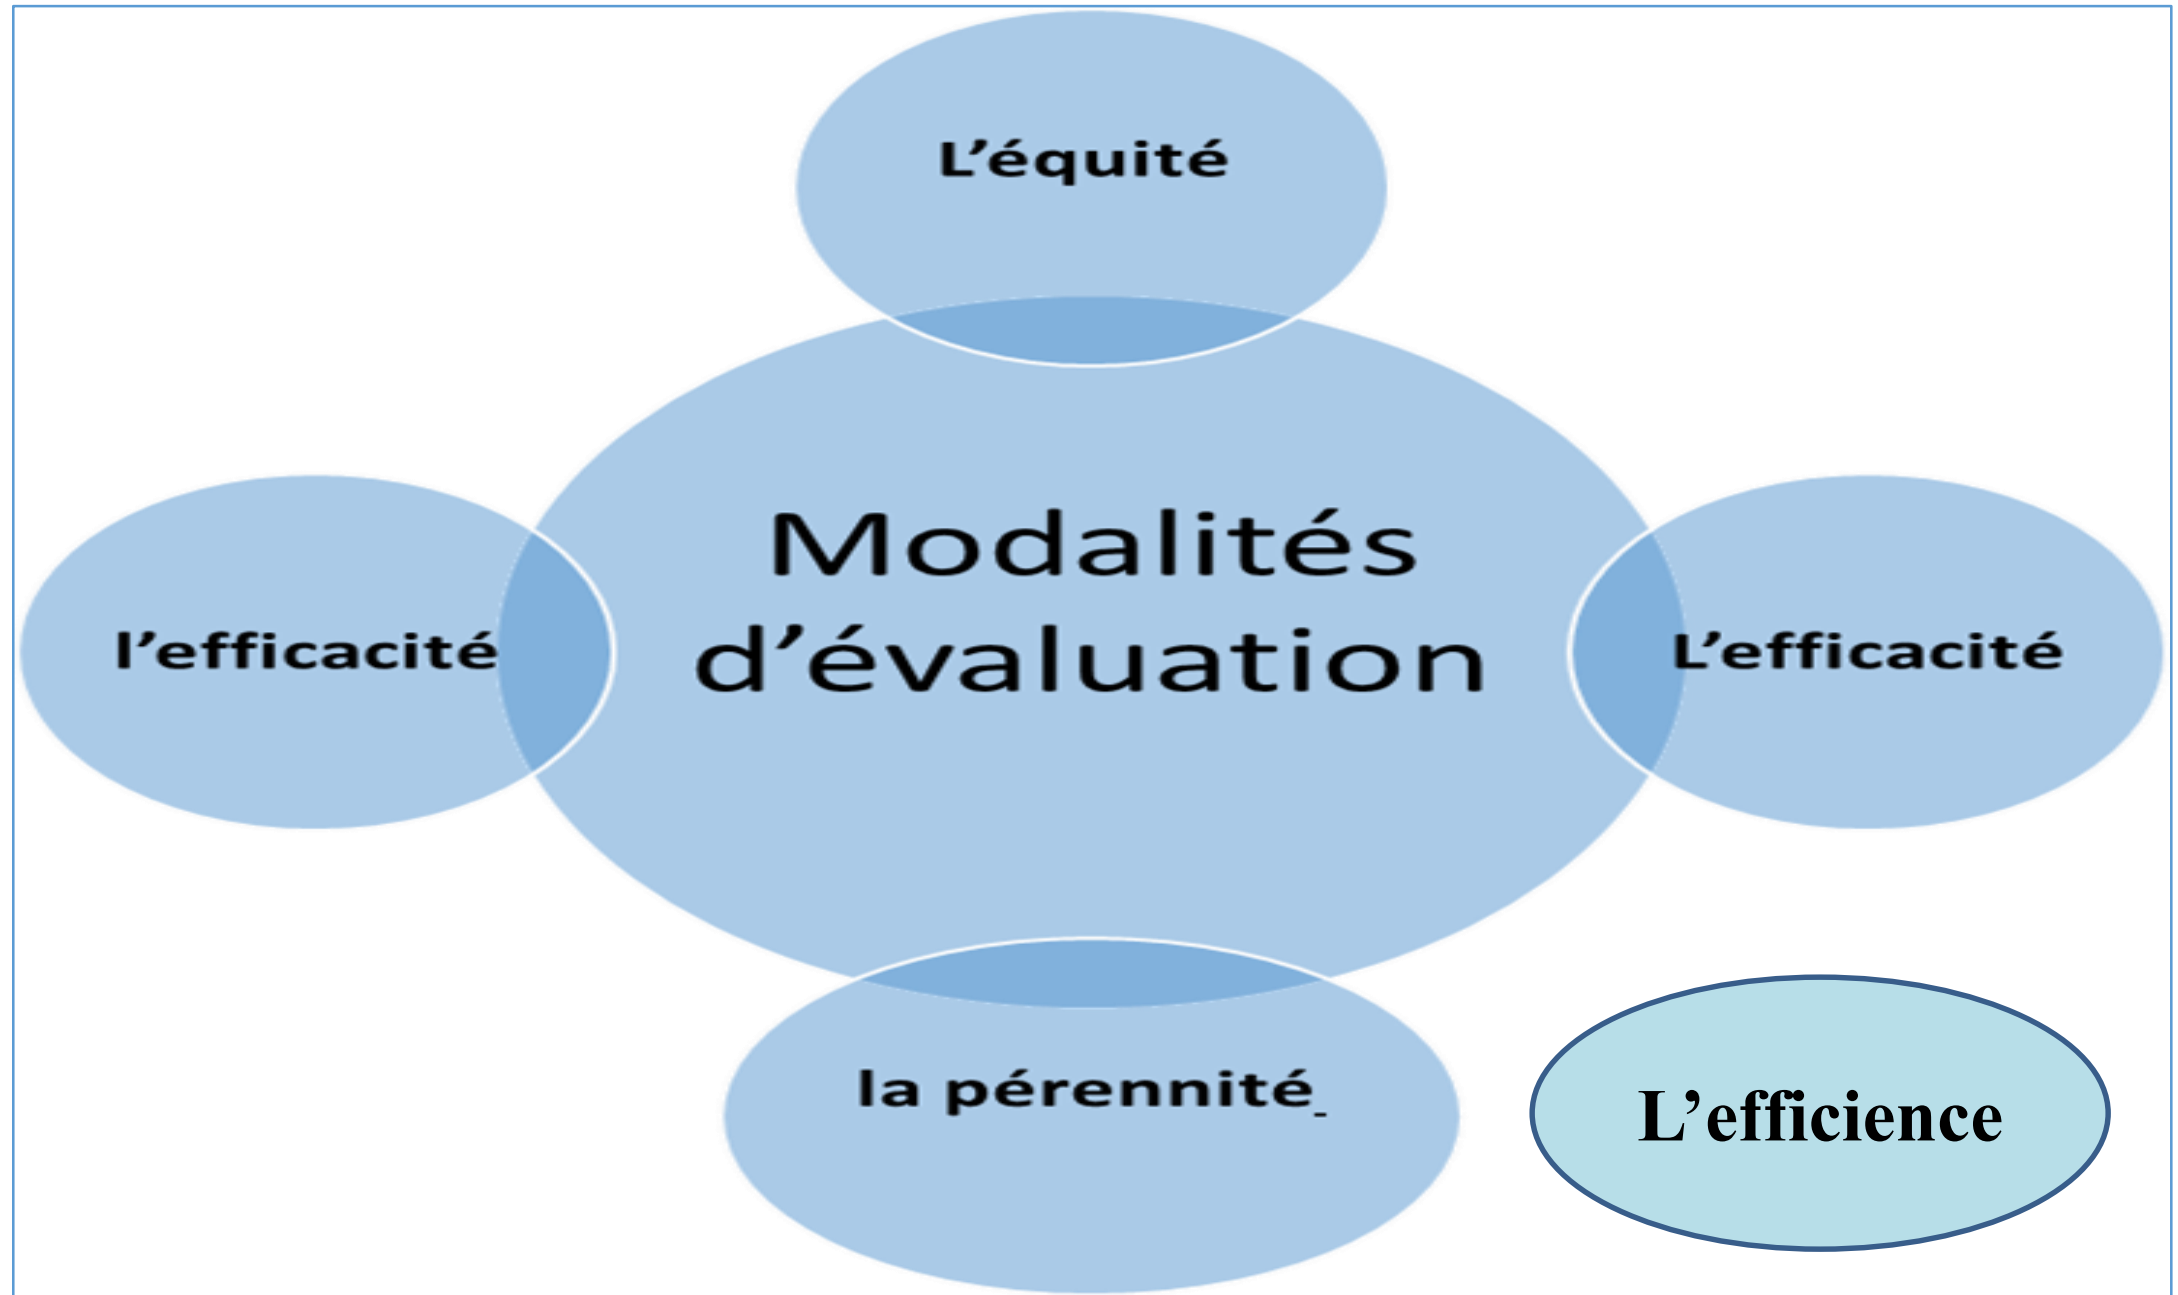 L’équité
Modalités
d’évaluation
l’efficacité
L’efficacité
la pérennité
L’efficience